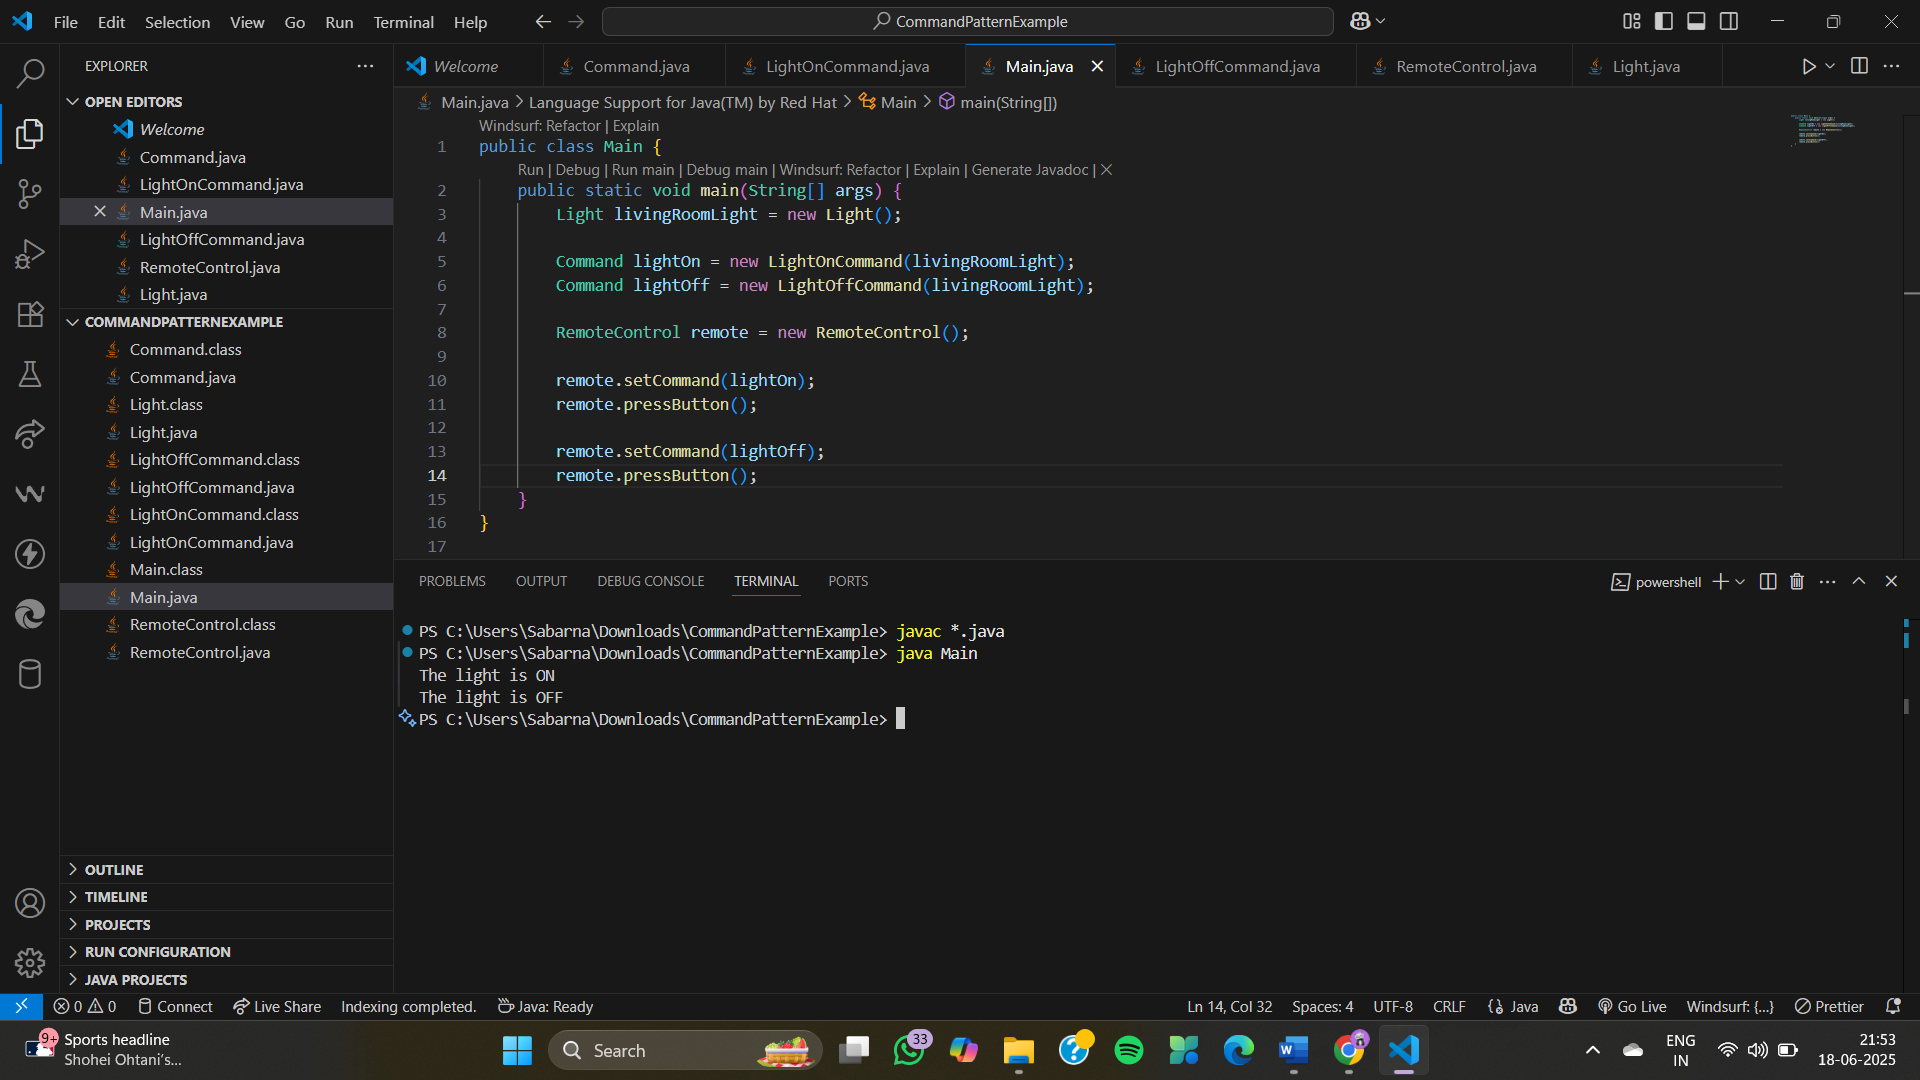 File Edit Selection View Go Run Terminal Help
CommandPatternExample
EXPLORER
OPEN EDITORS
Welcome
Command.java
LightOnCommand.java
Main.java
LightOffCommand.java
RemoteControl.java
Light.java
COMMANDPATTERNEXAMPLE
Command.class
Command.java
Light.class
Light.java
LightOffCommand.class
LightOffCommand.java
LightOnCommand.class
LightOnCommand.java
Main.class
Main.java
RemoteControl.class
RemoteControl.java
OUTLINE
TIMELINE
PROJECTS
RUN CONFIGURATION
JAVA PROJECTS
Welcome Command.java LightOnCommand.java Main.java LightOffCommand.java RemoteControl.java Light.java
Main.java > Language Support for Java(TM) by Red Hat > Main > main(String[])
Windsurf: Refactor | Explain
1 public class Main {
Run | Debug | Run main | Debug main | Windsurf: Refactor | Explain | Generate Javadoc | X
2 public static void main(String[] args) {
3 Light livingRoomLight = new Light();
4
5 Command lightOn = new LightOnCommand(livingRoomLight);
6 Command lightOff = new LightOffCommand(livingRoomLight);
7
8 RemoteControl remote = new RemoteControl();
9
10 remote.setCommand(lightOn);
11 remote.pressButton();
12
13 remote.setCommand(lightOff);
14 remote.pressButton();
15 }
16 }
17
PROBLEMS OUTPUT DEBUG CONSOLE TERMINAL PORTS
powershell
PS C:\Users\Sabarna\Downloads\CommandPatternExample> javac *.java
PS C:\Users\Sabarna\Downloads\CommandPatternExample> java Main
The light is ON
The light is OFF
PS C:\Users\Sabarna\Downloads\CommandPatternExample>
0 0 Connect Live Share Indexing completed. Java: Ready
Ln 14, Col 32 Spaces: 4 UTF-8 CRLF {} Java Go Live Windsurf: {...} Prettier
9+
Sports headline
Shohei Ohtani's...
Search
33
ENG
IN
21:53
18-06-2025